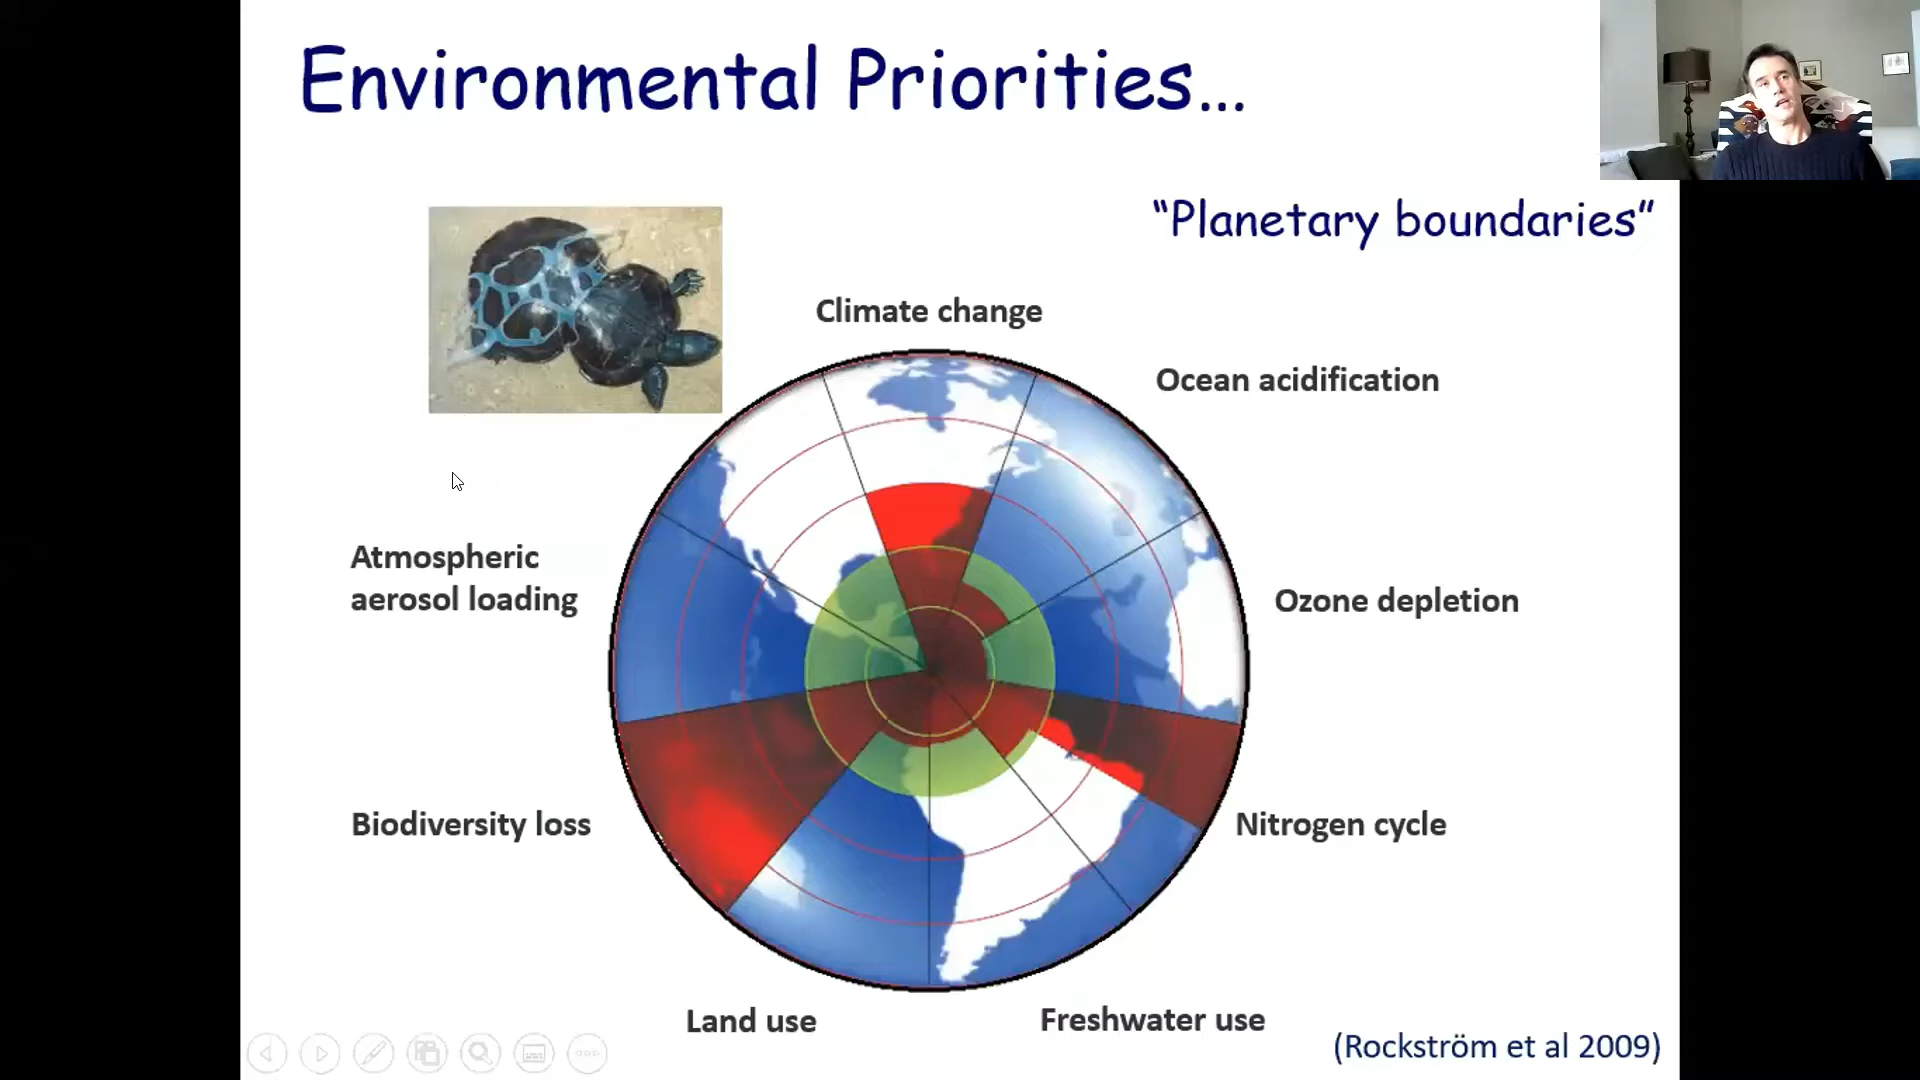 Environmental Priorities...
“Planetary boundaries”
Climate change
Ocean acidification
Atmospheric
aerosol loading
Ozone depletion
Biodiversity loss
Nitrogen cycle
Land use
Freshwater use
(Rockström et al 2009)